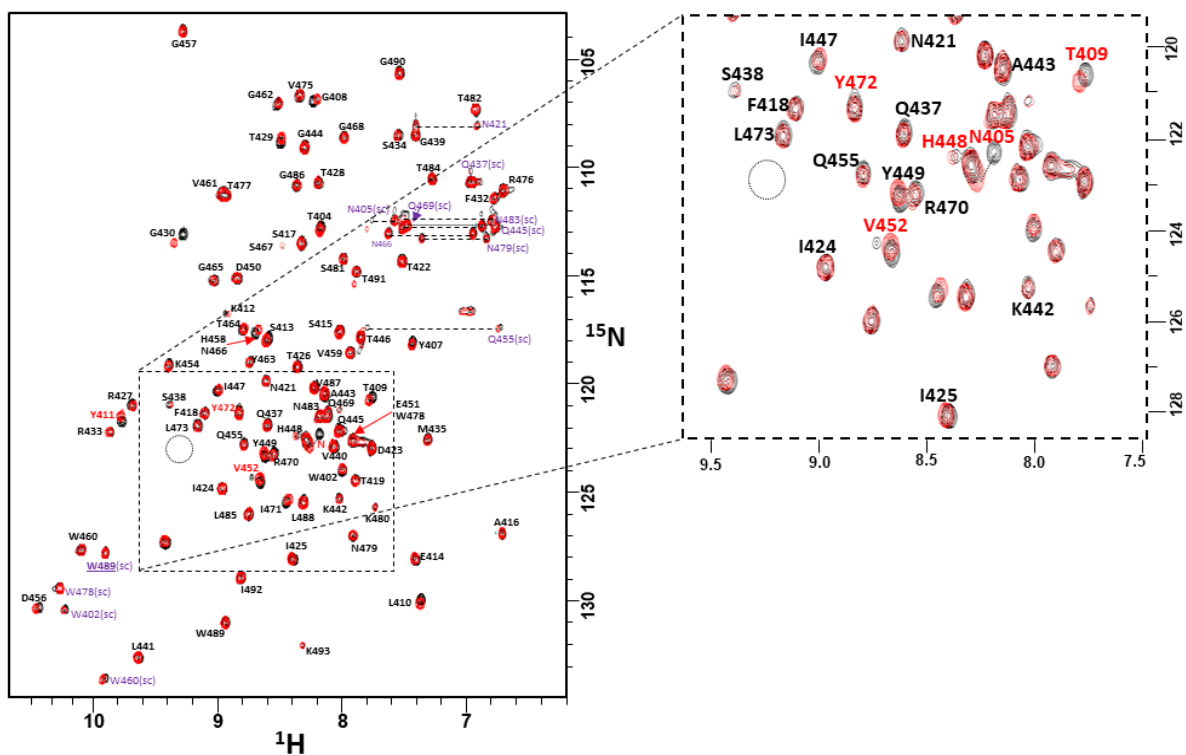 G457
G490
V475
G462
G408
T482
N421
T429
G444
G468
S434
G439
Q437(sc)
T484
G486
T428
R476
V461
T477
F432
Q469(sc)
N405(sc)
N483(sc)
T404
Q445(sc)
G430
S417
S467
N466
N479(sc)
S481
T422
G465
D450
T491
K412
T464
S413
S415
T446
Q455(sc)
H458
N466
Y407
V459
K454
Y463
T426
I447
N421
V487
T409
R427
S438
A443
Y411
F418
Y472
N483
Q469
E451
W478
R433
L473
Q437
H448
Q445
M435
Q455
Y449
N
V440
D423
V452
R470
W402
T419
I424
I471
K442
L485
L488
K480
A416
W460
N479
W489(sc)
I425
E414
W478(sc)
I492
D456
W402(sc)
L410
W489
L441
K493
W460(sc)
10
9
8
7
1H
105
110
115
120
125
130
15N
I447
N421
T409
S438
Y472
A443
F418
Q437
L473
H448
N405
Q455
Y449
R470
V452
I424
K442
I425
120
122
124
126
128
9.5
9.0
8.5
8.0
7.5